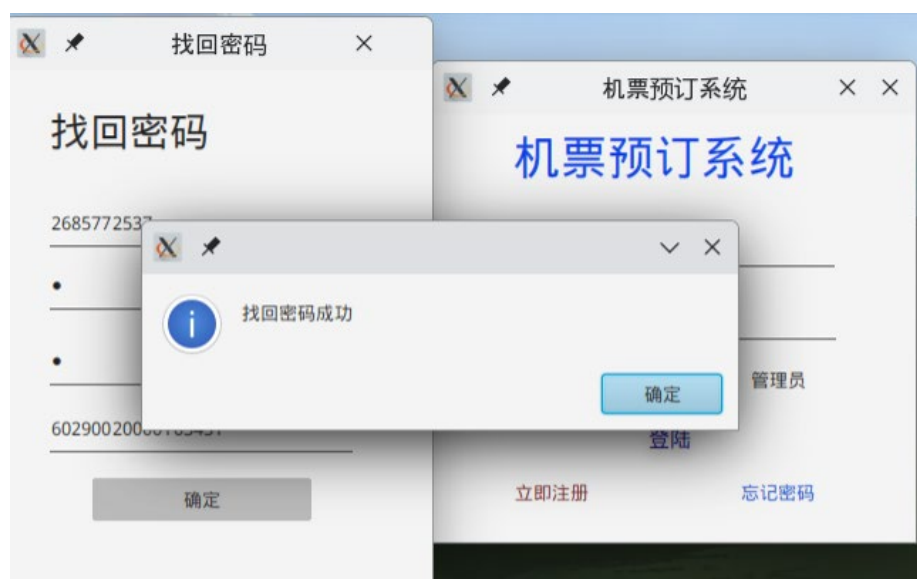 找回密码
找回密码
2685772537
•
•
确定
机票预订系统
机票预订系统
管理员
登陆
立即注册
忘记密码
找回密码成功
确定